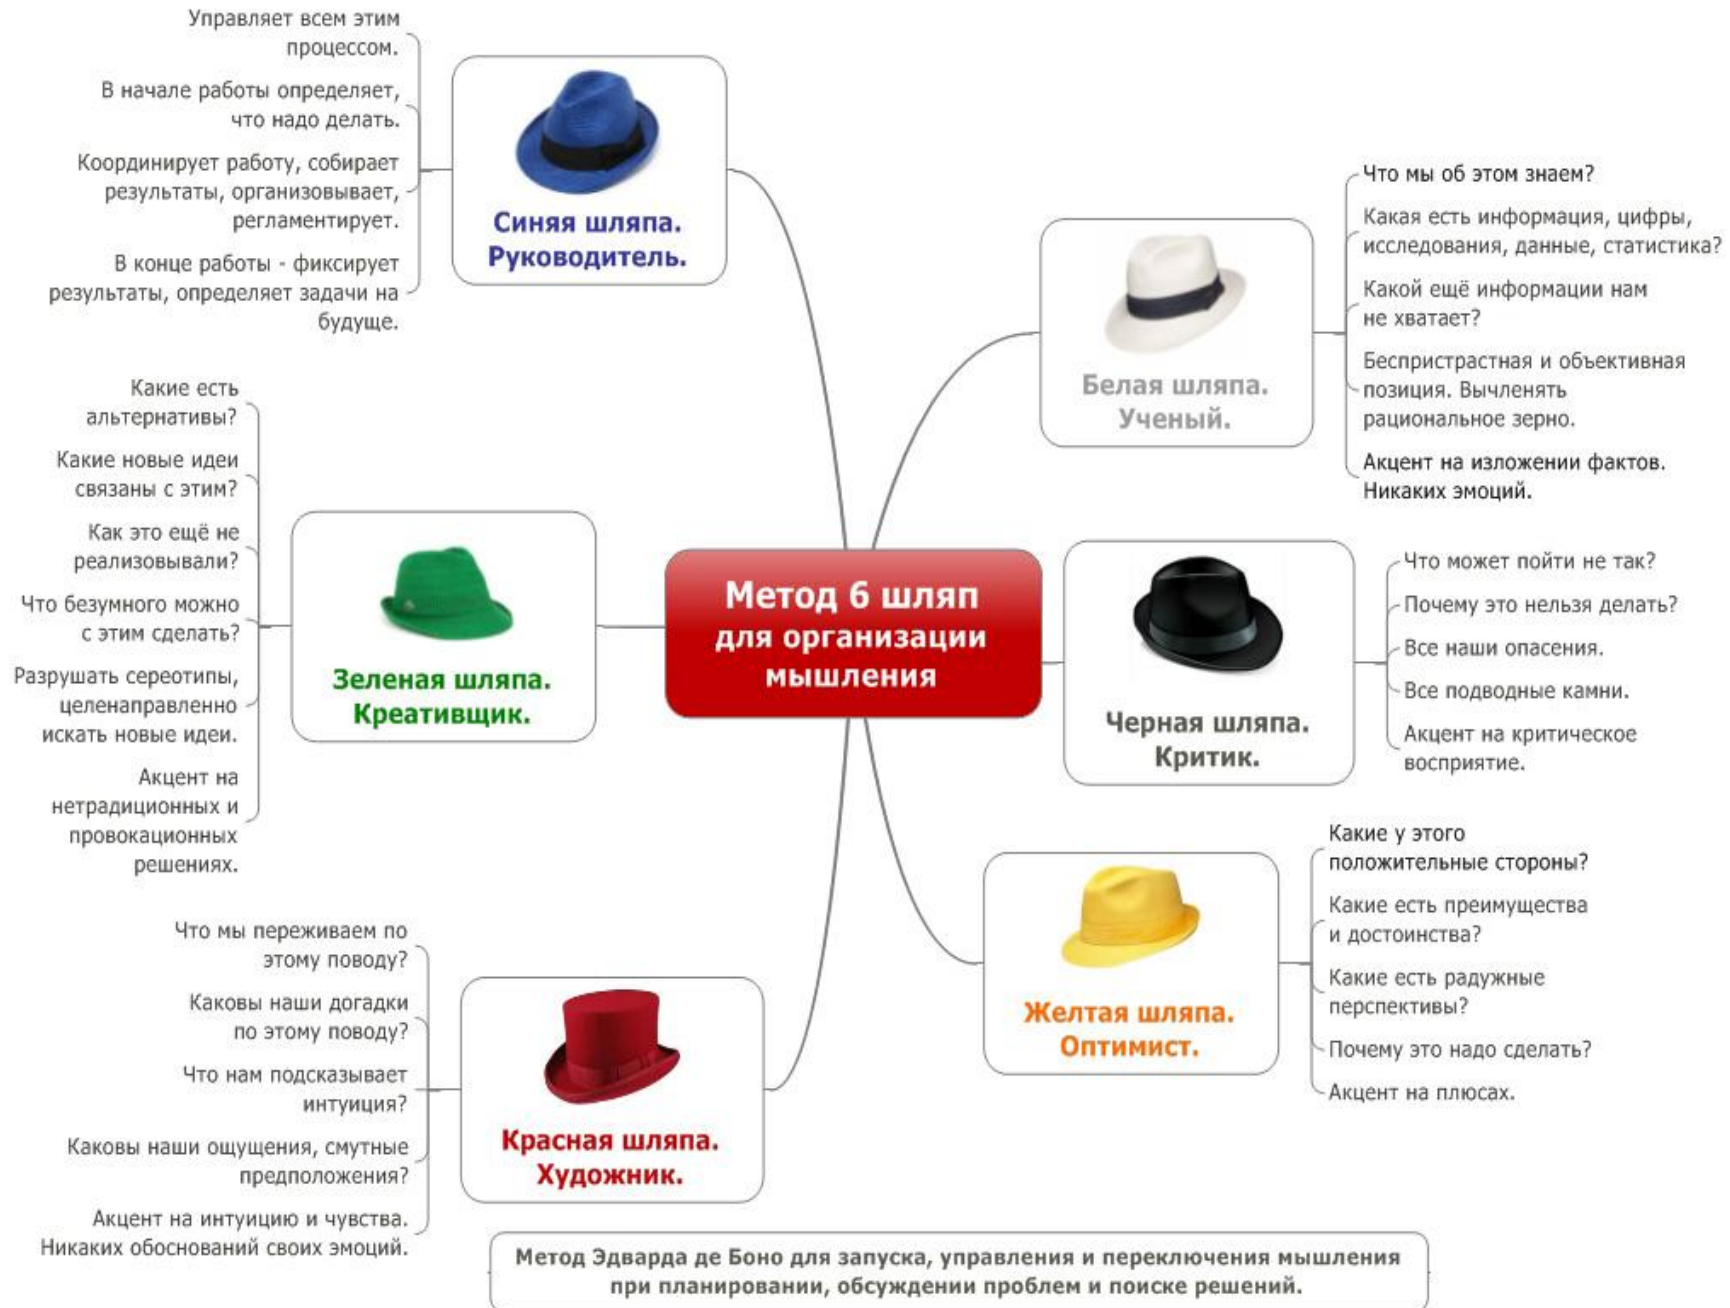 Управляет всем этим
процессом.
В начале работы определяет,
что надо делать.
Координирует работу, собирает
результаты, организовывает,
регламентирует.
В конце работы - фиксирует
результаты, определяет задачи на
будуще.
Синяя шляпа.
Руководитель.
Какие есть
альтернативы?
Какие новые идеи
связаны с этим?
Как это ещё не
реализовывали?
Что безумного можно
с этим сделать?
Разрушать сереотипы,
целенаправленно
искать новые идеи.
Акцент на
нетрадиционных и
провокационных
решениях.
Зеленая шляпа.
Креативщик.
Что мы переживаем по
этому поводу?
Каковы наши догадки
по этому поводу?
Что нам подсказывает
интуиция?
Каковы наши ощущения, смутные
предположения?
Акцент на интуицию и чувства.
Никаких обоснований своих эмоций.
Красная шляпа.
Художник.
Метод 6 шляп
для организации
мышления
Белая шляпа.
Ученый.
Что мы об этом знаем?
Какая есть информация, цифры,
исследования, данные, статистика?
Какой ещё информации нам
не хватает?
Беспристрастная и объективная
позиция. Вычленять
рациональное зерно.
Акцент на изложении фактов.
Никаких эмоций.
Черная шляпа.
Критик.
Что может пойти не так?
Почему это нельзя делать?
Все наши опасения.
Все подводные камни.
Акцент на критическое
восприятие.
Желтая шляпа.
Оптимист.
Какие у этого
положительные стороны?
Какие есть преимущества
и достоинства?
Какие есть радужные
перспективы?
Почему это надо сделать?
Акцент на плюсах.
Метод Эдварда де Боно для запуска, управления и переключения мышления
при планировании, обсуждении проблем и поиске решений.